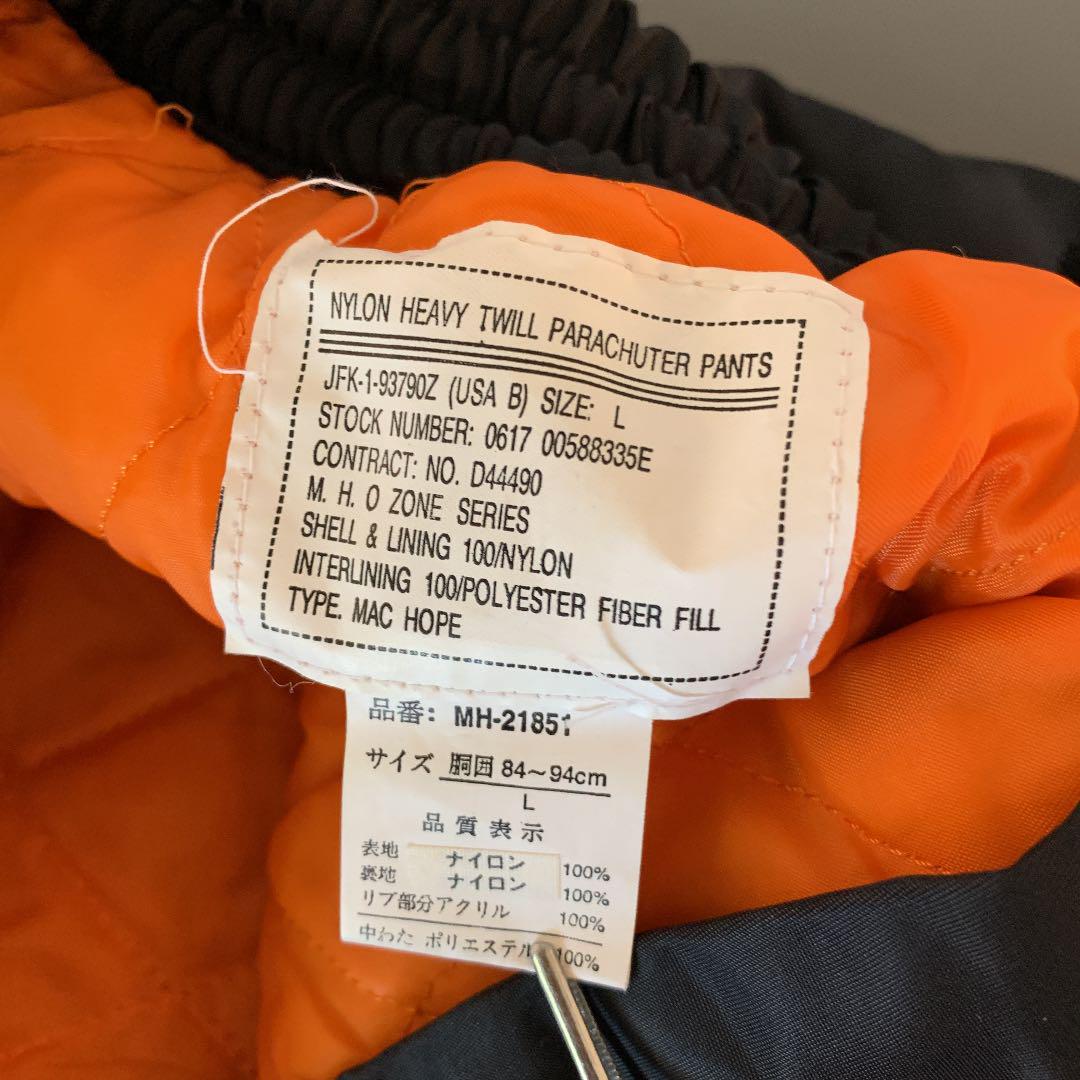 NYLON HEAVY TWILL PARACHUTER PANTS
JFK-1-93790Z (USA B) SIZE: L
STOCK NUMBER: 0617 00588335E
CONTRACT: NO. D44490
M. H. O ZONE SERIES
SHELL & LINING 100/NYLON
INTERLINING 100/POLYESTER FIBER FILL
TYPE. MAC HOPE
品番: MH-21851
サイズ 胴囲 84～94cm
L
品質表示
表地 ナイロン 100%
裏地 ナイロン 100%
リブ部分アクリル 100%
中わた ポリエステル 100%